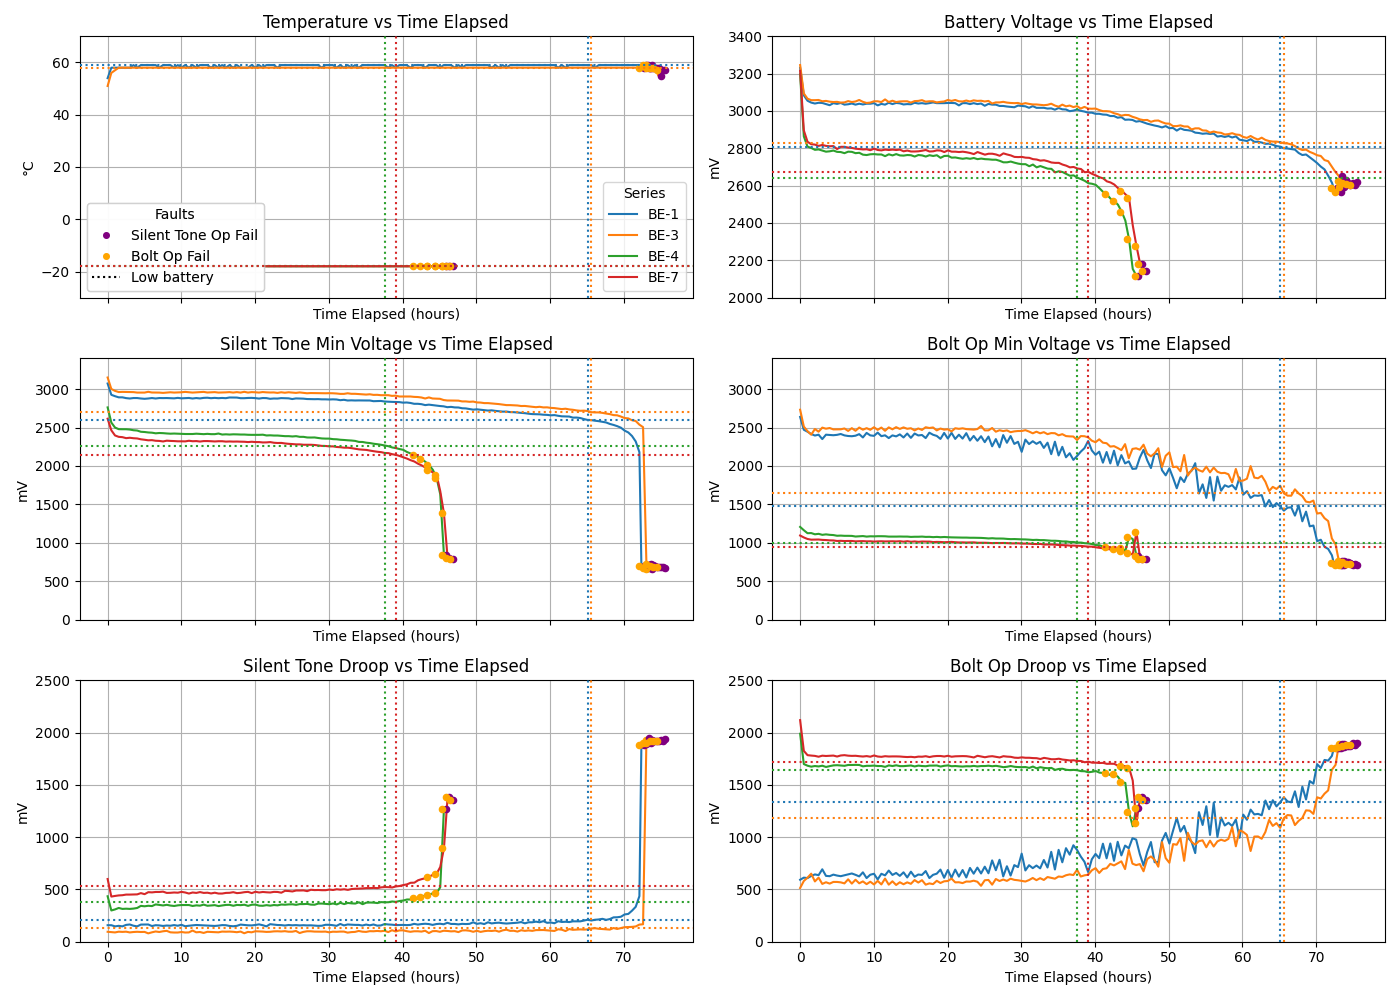 Temperature vs Time Elapsed
60
40
20
0
−20
°C
Faults
Silent Tone Op Fail
Bolt Op Fail
Low battery
Series
BE-1
BE-3
BE-4
BE-7
Time Elapsed (hours)
Battery Voltage vs Time Elapsed
3400
3200
3000
2800
2600
2400
2200
2000
mV
Time Elapsed (hours)
Silent Tone Min Voltage vs Time Elapsed
3000
2500
2000
1500
1000
500
0
mV
Time Elapsed (hours)
Bolt Op Min Voltage vs Time Elapsed
3000
2500
2000
1500
1000
500
0
mV
Time Elapsed (hours)
Silent Tone Droop vs Time Elapsed
2500
2000
1500
1000
500
0
mV
0 10 20 30 40 50 60 70
Time Elapsed (hours)
Bolt Op Droop vs Time Elapsed
2500
2000
1500
1000
500
0
mV
0 10 20 30 40 50 60 70
Time Elapsed (hours)